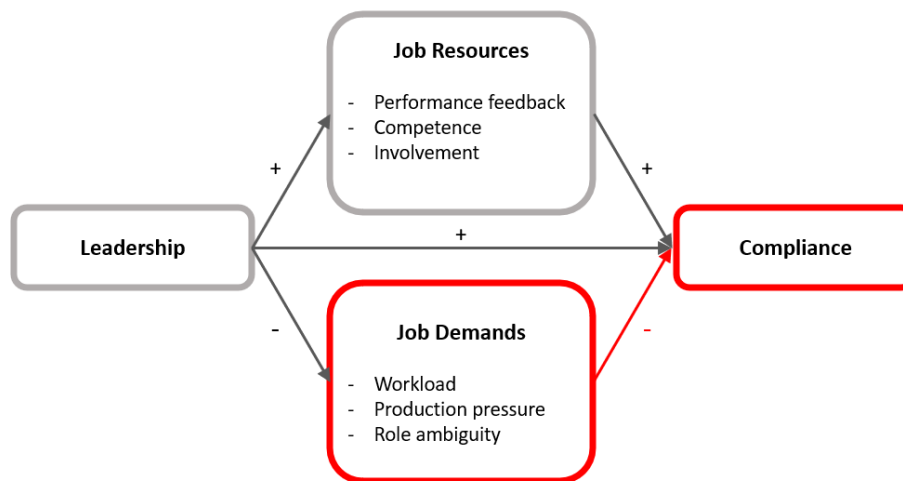 Job Resources
- Performance feedback
- Competence
- Involvement
+
+
Leadership
+
Compliance
-
-
Job Demands
- Workload
- Production pressure
- Role ambiguity